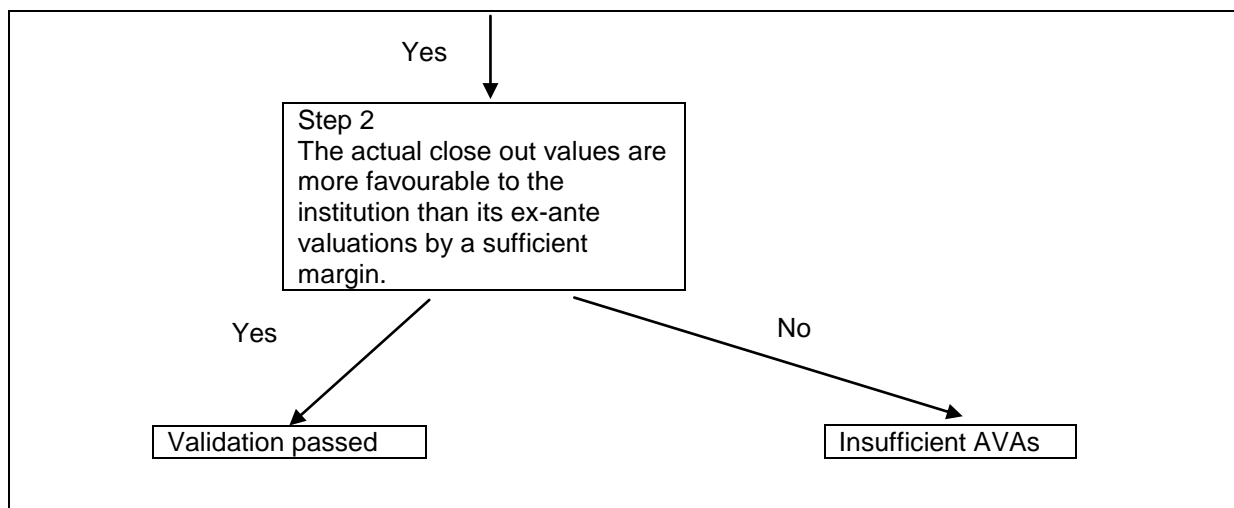 Yes
Step 2
The actual close out values are
more favourable to the
institution than its ex-ante
valuations by a sufficient
margin.
Yes
No
Validation passed
Insufficient AVAs